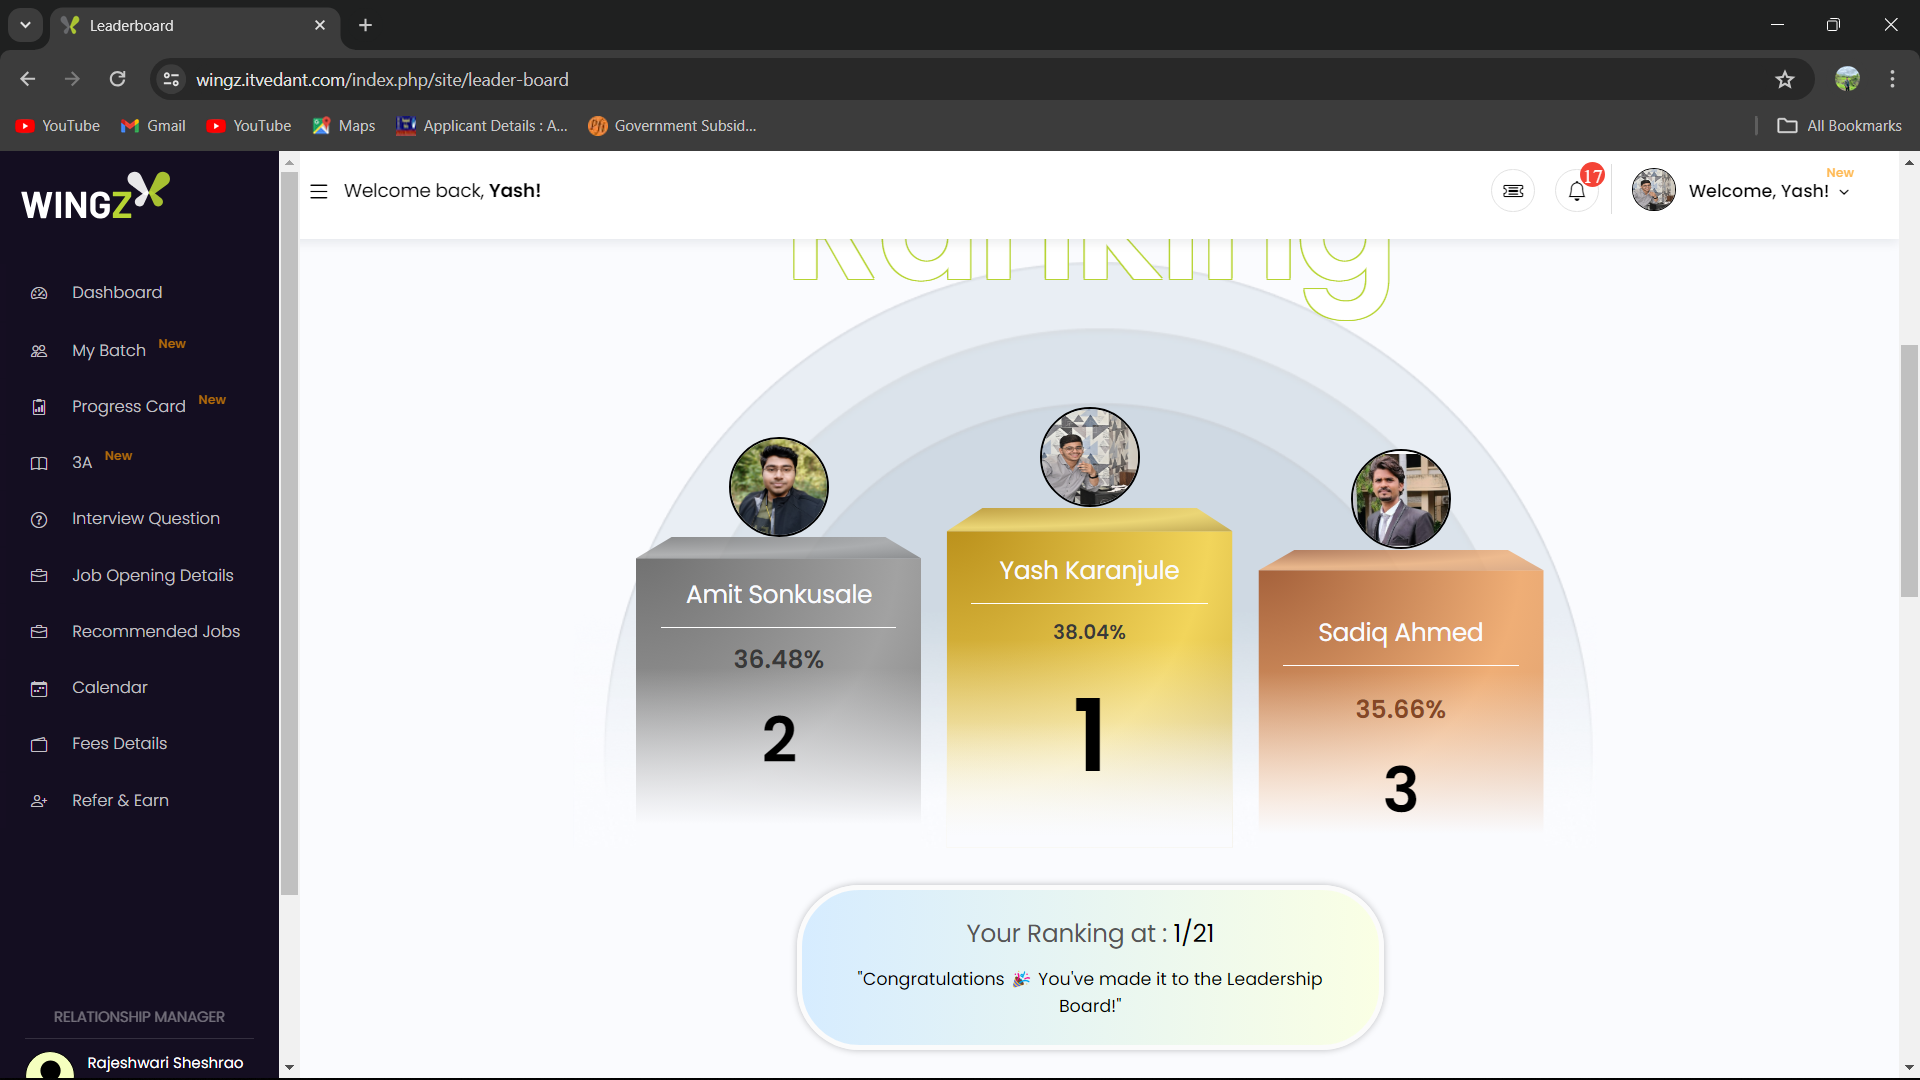 Leaderboard
wingz.itvedant.com/index.php/site/leader-board
YouTube
Gmail
YouTube
Maps
Applicant Details : A...
Government Subsid...
All Bookmarks
WINGZ
Welcome back, Yash!
17
New
Welcome, Yash!
Dashboard
My Batch New
Progress Card New
3A New
Interview Question
Job Opening Details
Recommended Jobs
Calendar
Fees Details
Refer & Earn
RELATIONSHIP MANAGER
Rajeshwari Sheshrao
Ranking
Amit Sonkusale
36.48%
2
Yash Karanjule
38.04%
1
Sadiq Ahmed
35.66%
3
Your Ranking at : 1/21
"Congratulations 🎉 You've made it to the Leadership
Board!"